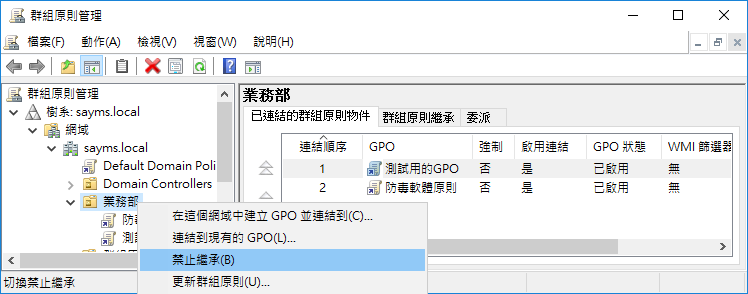 群組原則管理
檔案(F) 動作(A) 檢視(V) 視窗(W) 說明(H)
群組原則管理
樹系: sayms.local
網域
sayms.local
Default Domain Poli
Domain Controllers
業務部
防毒
測試
業務部
已連結的群組原則物件 群組原則繼承 委派
連結順序 GPO 強制 啟用連結 GPO 狀態 WMI 篩選器
1 測試用的GPO 否 是 已啟用 無
2 防毒軟體原則 否 是 已啟用 無
在這個網域中建立 GPO 並連結到(C)...
連結到現有的 GPO(L)...
禁止繼承(B)
更新群組原則(U)...
切換禁止繼承